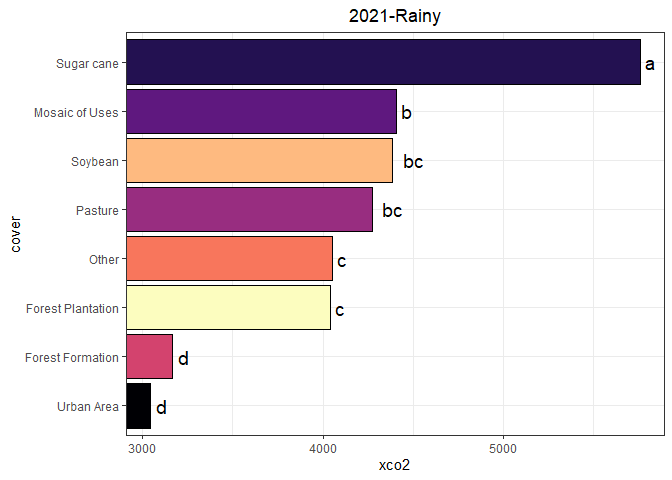 2021-Rainy
cover
Sugar cane a
Mosaic of Uses b
Soybean bc
Pasture bc
Other c
Forest Plantation c
Forest Formation d
Urban Area d
3000 4000 5000
xco2